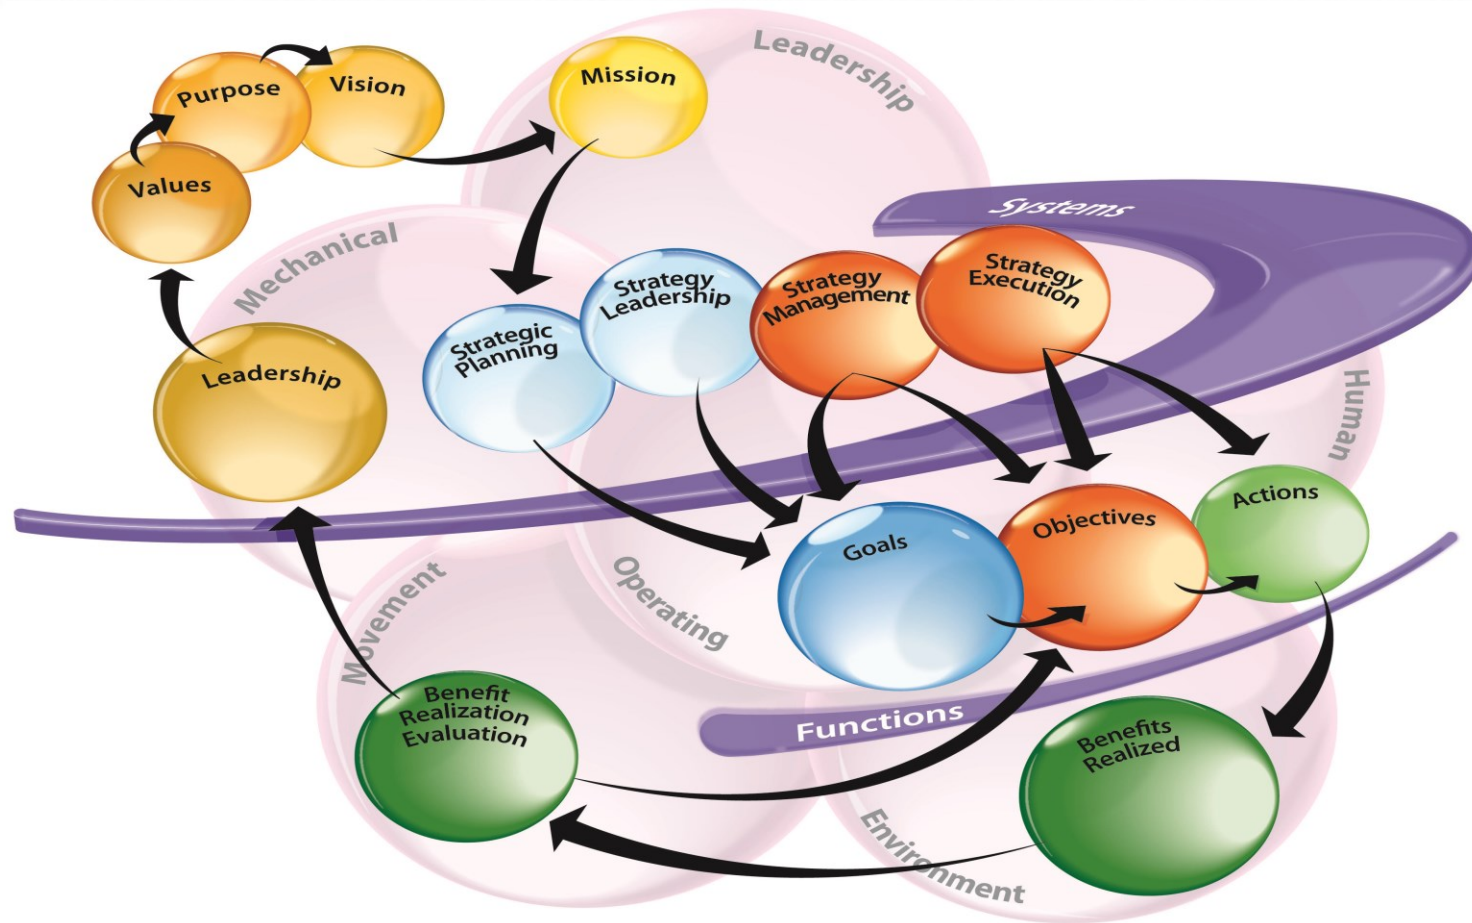 Leadership
Purpose
Vision
Mission
Values
Systems
Mechanical
Strategy
Leadership
Strategy
Management
Strategy
Execution
Strategic
Planning
Leadership
Human
Goals
Objectives
Actions
Movement
Operating
Benefit
Realization
Evaluation
Functions
Benefits
Realized
Environment